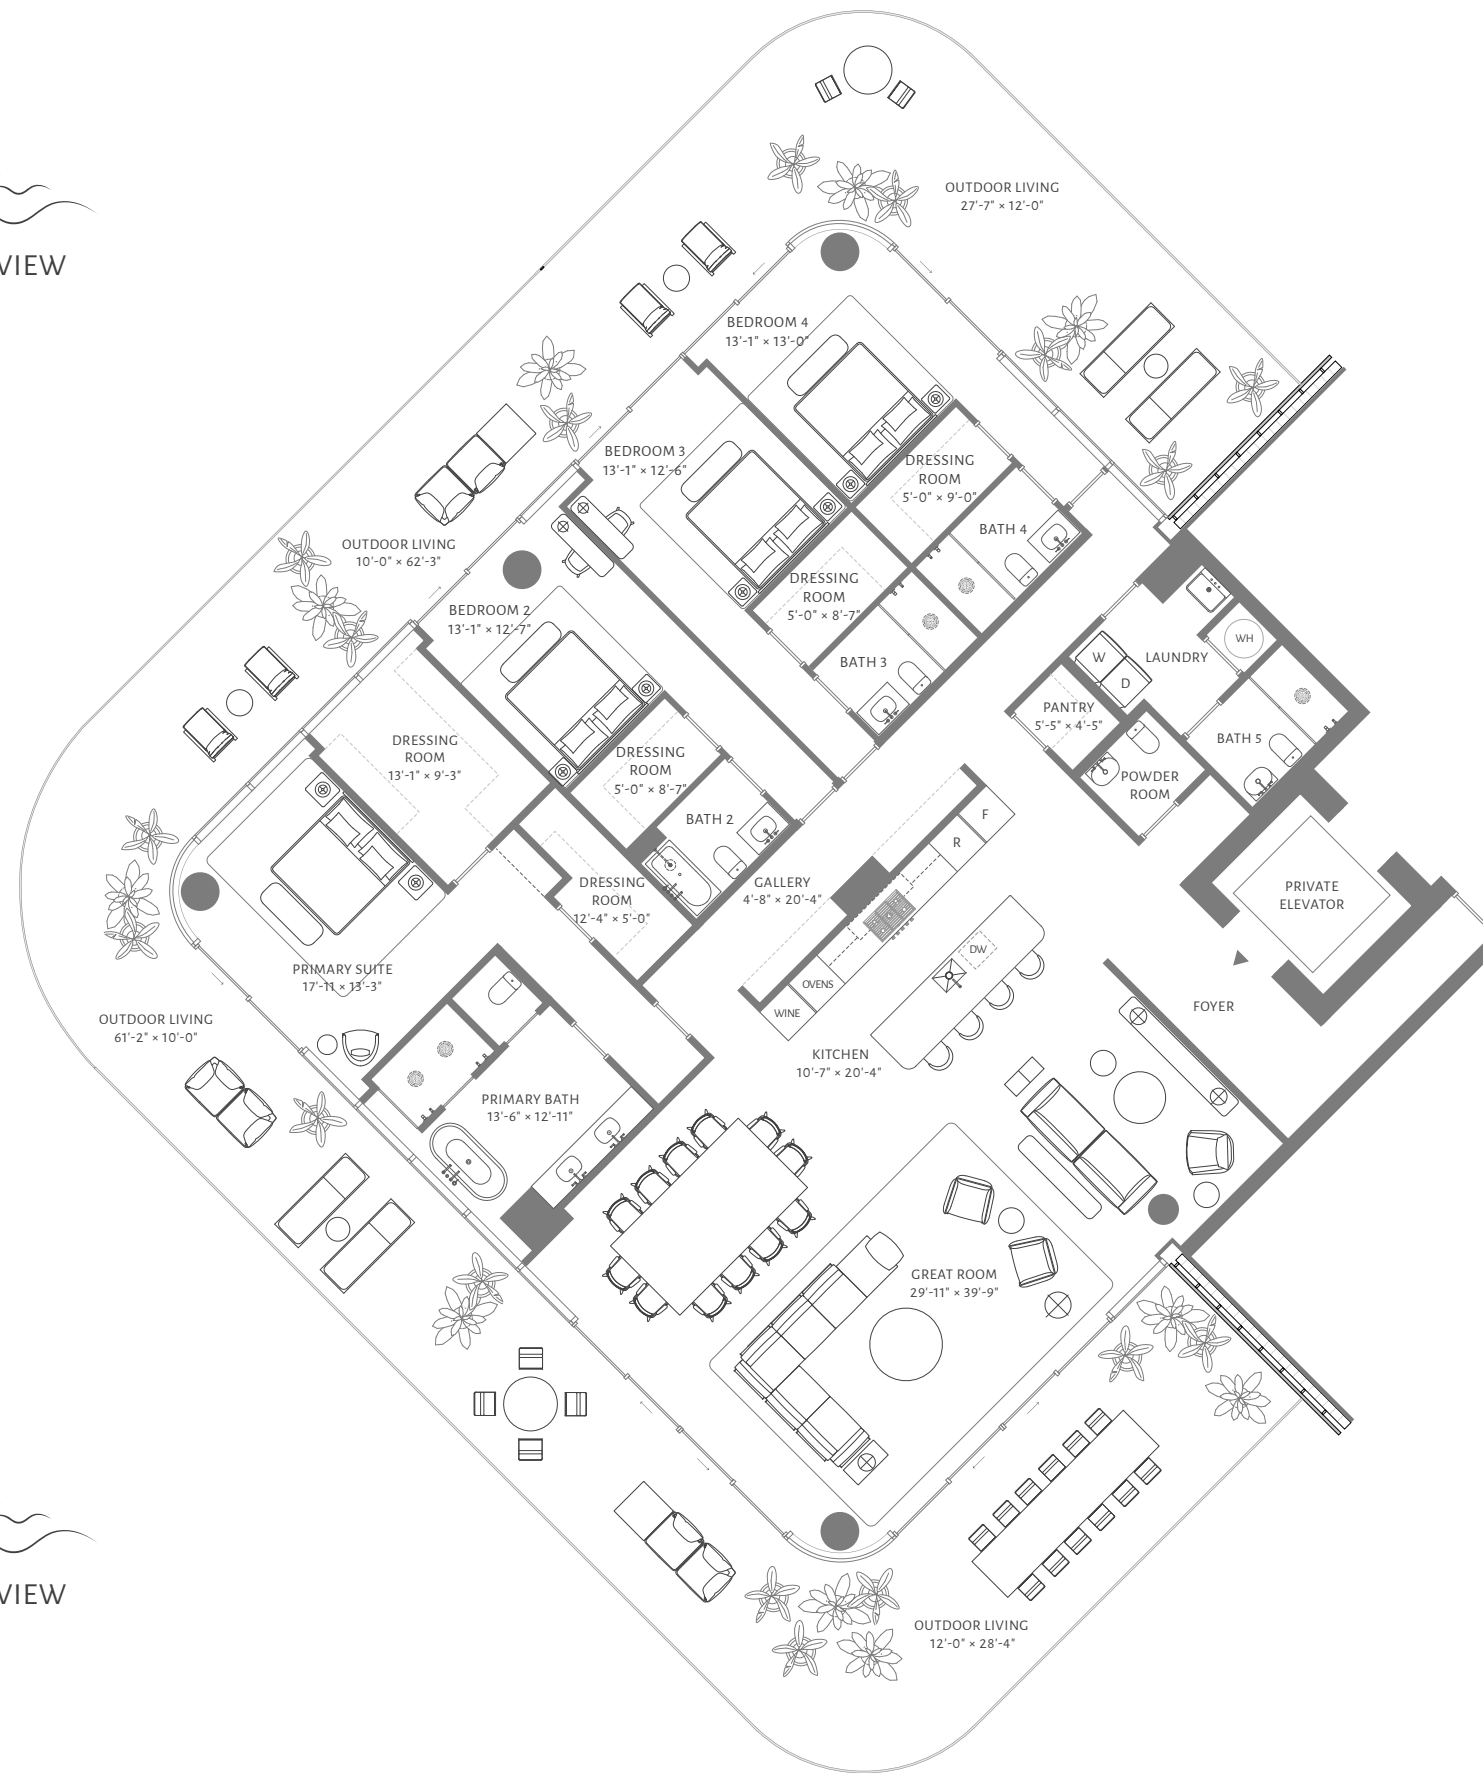 OUTDOOR LIVING
27'-7" × 12'-0"
VIEW
BEDROOM 4
13'-1" × 13'-0"
BEDROOM 3
13'-1" × 12'-6"
DRESSING
ROOM
5'-0" × 9'-0"
BATH 4
OUTDOOR LIVING
10'-0" × 62'-3"
DRESSING
ROOM
5'-0" × 8'-7"
BEDROOM 2
13'-1" × 12'-7"
BATH 3
WH
W
LAUNDRY
D
PANTRY
5'-5" × 4'-5"
BATH 5
DRESSING
ROOM
13'-1" × 9'-3"
DRESSING
ROOM
5'-0" × 8'-7"
POWDER
ROOM
BATH 2
F
R
DRESSING
ROOM
12'-4" × 5'-0"
GALLERY
4'-8" × 20'-4"
PRIVATE
ELEVATOR
DW
PRIMARY SUITE
17'-11 × 13'-3"
OVENS
WINE
FOYER
OUTDOOR LIVING
61'-2" × 10'-0"
KITCHEN
10'-7" × 20'-4"
PRIMARY BATH
13'-6" × 12'-11"
GREAT ROOM
29'-11" × 39'-9"
VIEW
OUTDOOR LIVING
12'-0" × 28'-4"